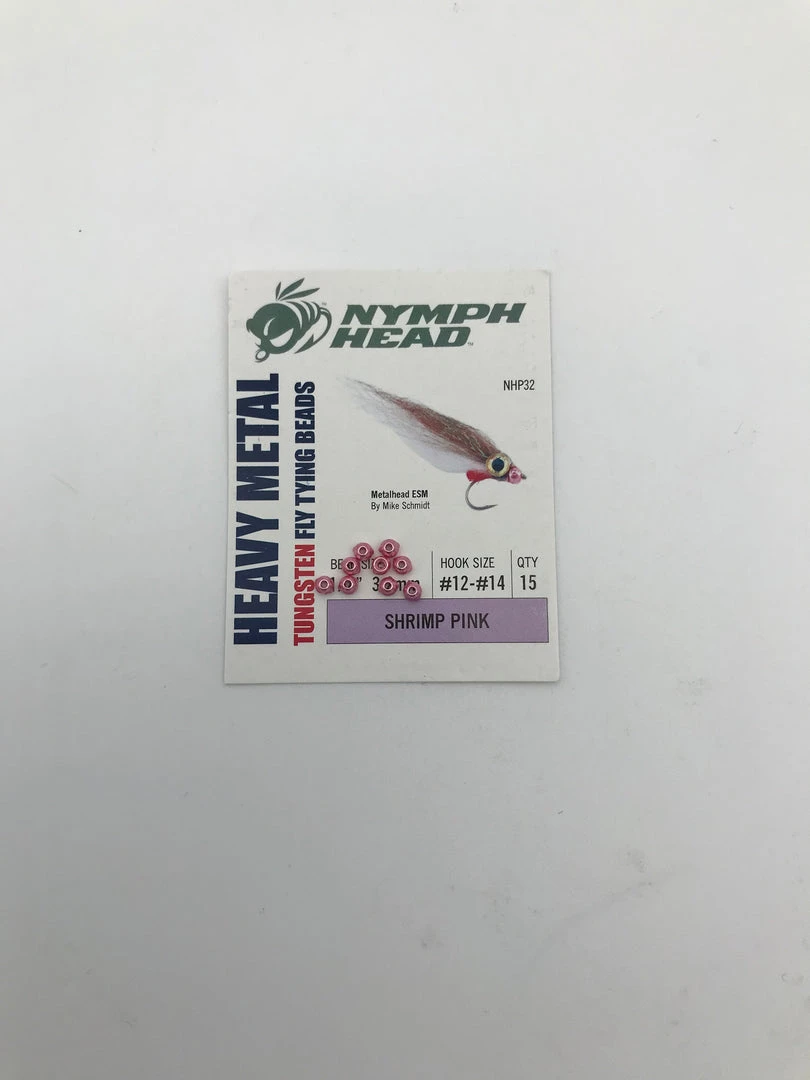 NYMPH
HEAD™
HEAVY METAL
TUNGSTEN FLY TYING BEADS
NHP32
Metalhead ESM
By Mike Schmidt
HOOK SIZE
#12-#14
QTY
15
SHRIMP PINK